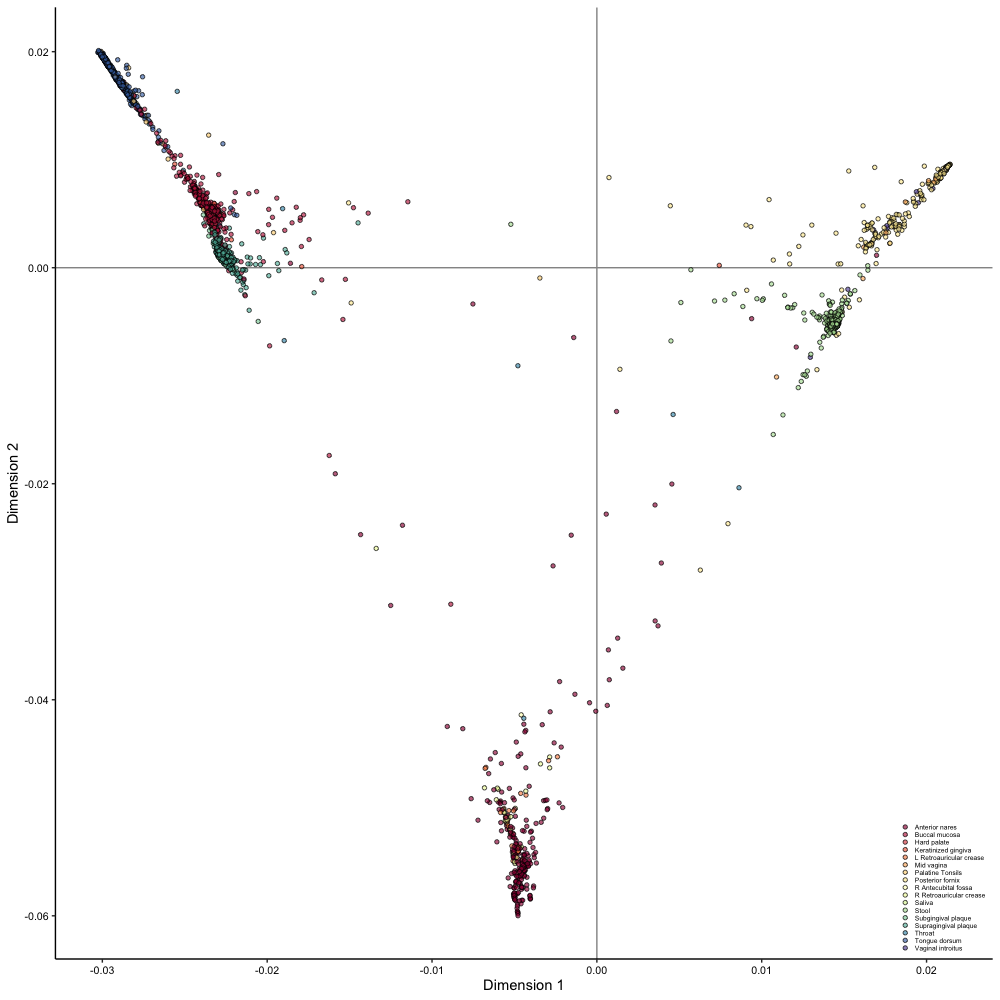 0.02
0.00
-0.02
-0.04
-0.06
Dimension 2
-0.03
-0.02
-0.01
0.00
0.01
0.02
Dimension 1
Anterior nares
Buccal mucosa
Hard palate
Keratinized gingiva
L Retroauricular crease
Mid vagina
Palatine Tonsils
Posterior fornix
R Antecubital fossa
R Retroauricular crease
Saliva
Stool
Subgingival plaque
Supragingival plaque
Throat
Tongue dorsum
Vaginal introitus